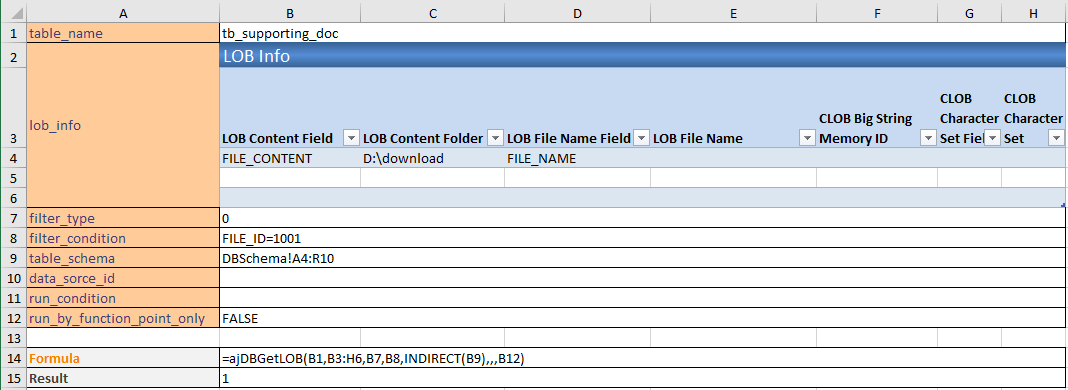 A B C D E F G H
1 table_name tb_supporting_doc
2 LOB Info
lob_info
CLOB CLOB
CLOB Big String Character Character
3 LOB Content Field LOB Content Folder LOB File Name Field LOB File Name Memory ID Set Fiel Set
4 FILE_CONTENT D:\download FILE_NAME
5
6
7 filter_type 0
8 filter_condition FILE_ID=1001
9 table_schema DBSchema!A4:R10
10 data_sorce_id
11 run_condition
12 run_by_function_point_only FALSE
13
14 Formula =ajDBGetLOB(B1,B3:H6,B7,B8,INDIRECT(B9),,,B12)
15 Result 1